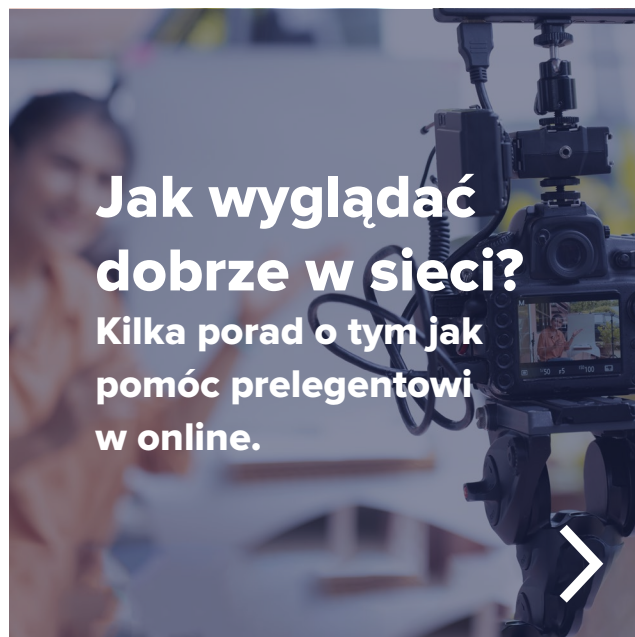 Jak wyglądać
dobrze w sieci?
Kilka porad o tym jak
pomóc prelegentowi
w online.